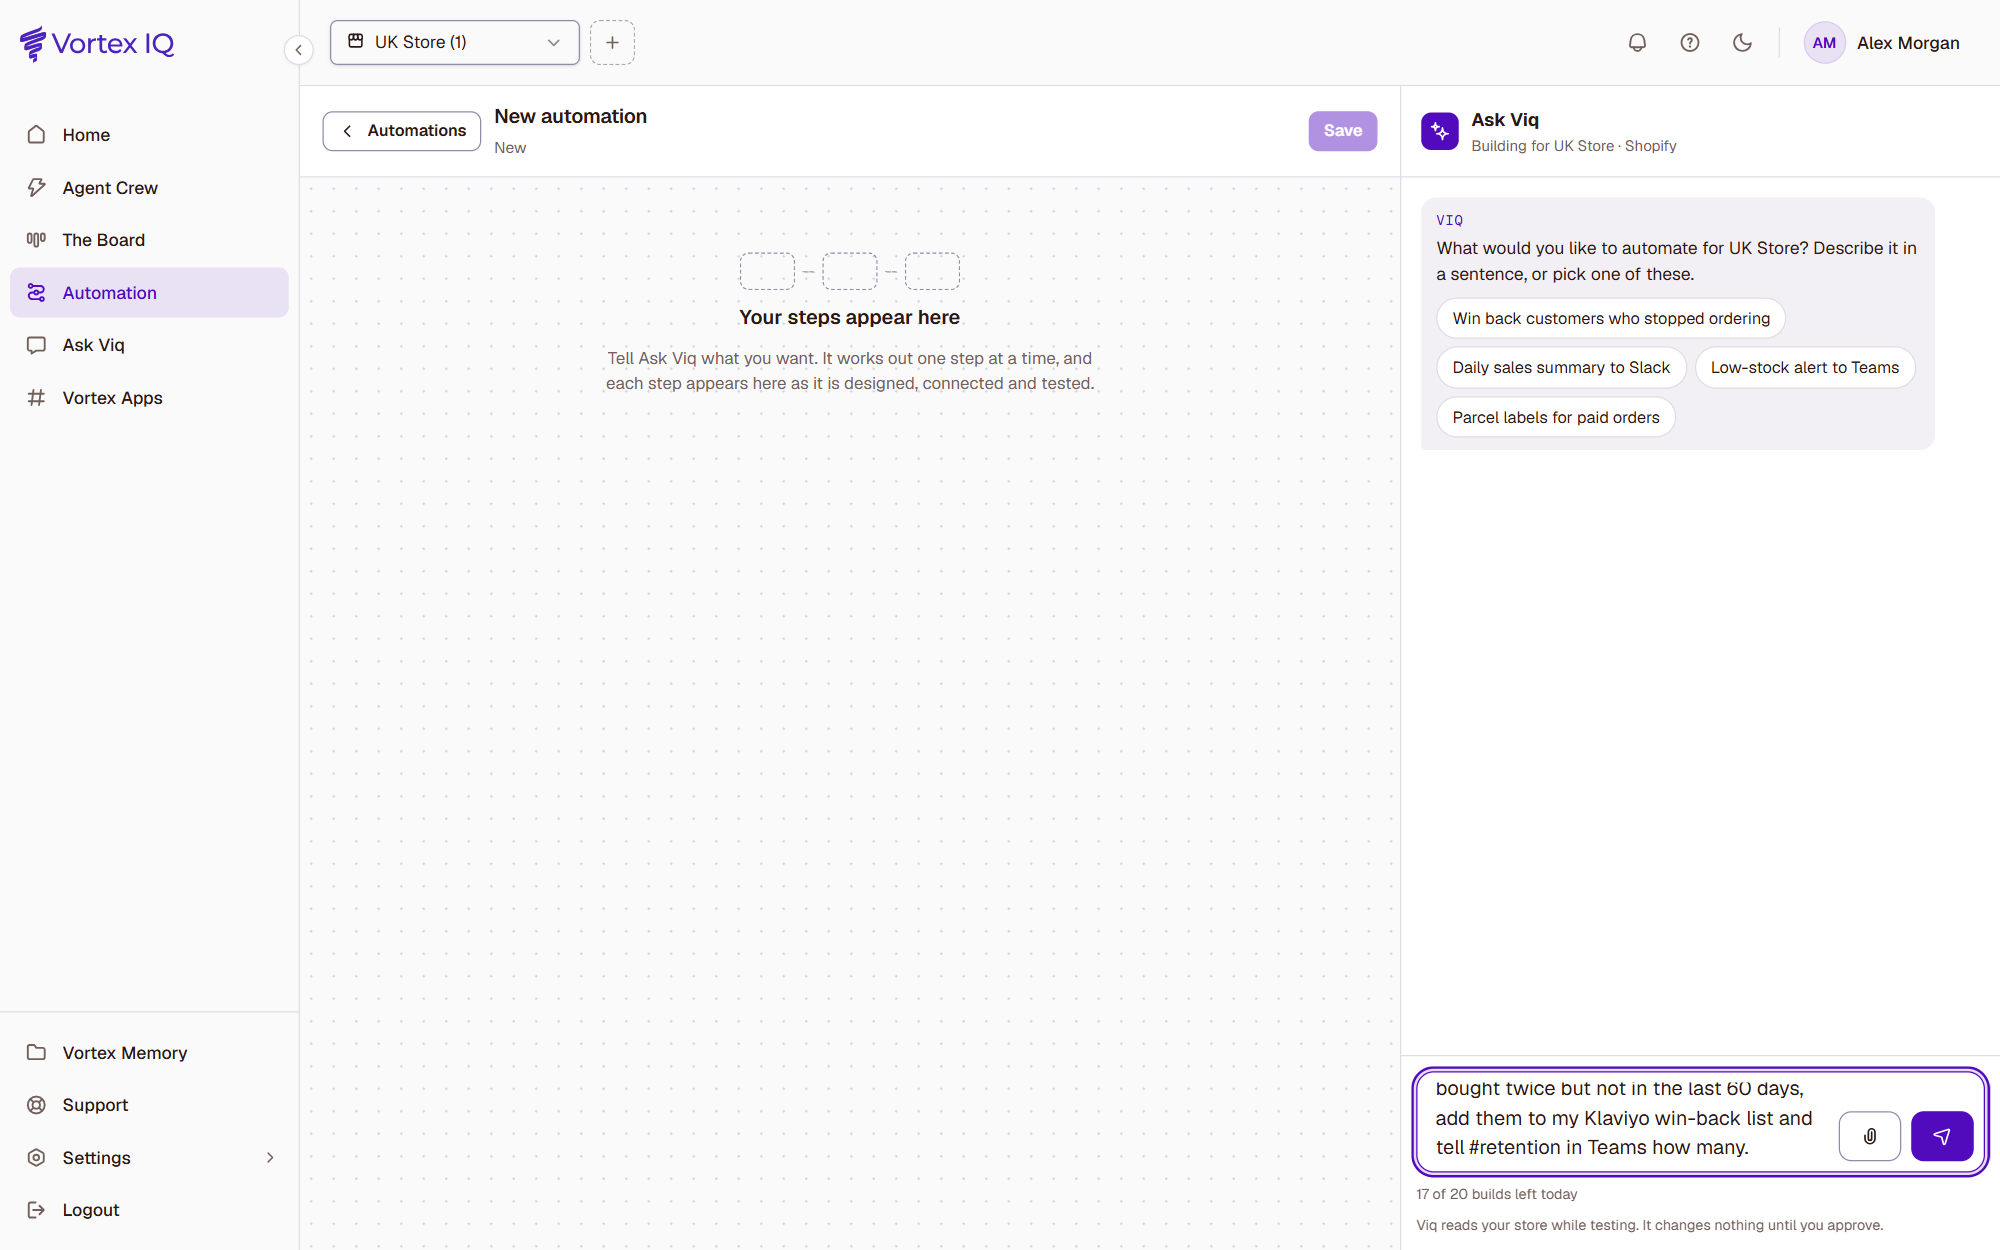 Vortex IQ
UK Store (1)
AM
Alex Morgan
Home
Agent Crew
The Board
Automation
Ask Viq
Vortex Apps
Vortex Memory
Support
Settings
Logout
Automations
New automation
New
Save
Your steps appear here
Tell Ask Viq what you want. It works out one step at a time, and
each step appears here as it is designed, connected and tested.
Ask Viq
Building for UK Store · Shopify
VIQ
What would you like to automate for UK Store? Describe it in
a sentence, or pick one of these.
Win back customers who stopped ordering
Daily sales summary to Slack
Low-stock alert to Teams
Parcel labels for paid orders
bought twice but not in the last 60 days,
add them to my Klaviyo win-back list and
tell #retention in Teams how many.
17 of 20 builds left today
Viq reads your store while testing. It changes nothing until you approve.